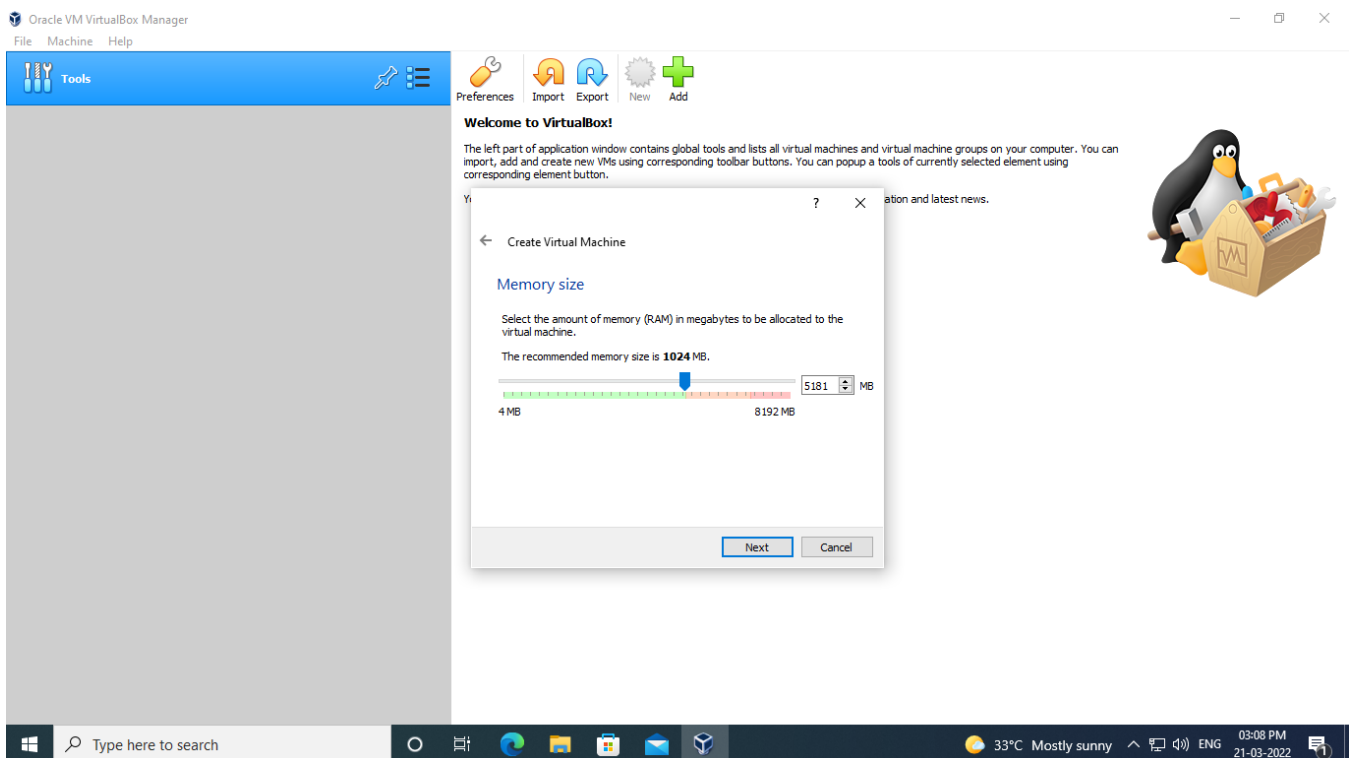 Oracle VM VirtualBox Manager
File Machine Help
Tools
Preferences Import Export New Add
Welcome to VirtualBox!
The left part of application window contains global tools and lists all virtual machines and virtual machine groups on your computer. You can
import, add and create new VMs using corresponding toolbar buttons. You can popup a tools of currently selected element using
corresponding element button.
ation and latest news.
?
Create Virtual Machine
Memory size
Select the amount of memory (RAM) in megabytes to be allocated to the
virtual machine.
The recommended memory size is 1024 MB.
5181 MB
4 MB 8192 MB
Next Cancel
Type here to search
33°C Mostly sunny ENG 03:08 PM
21-03-2022
1